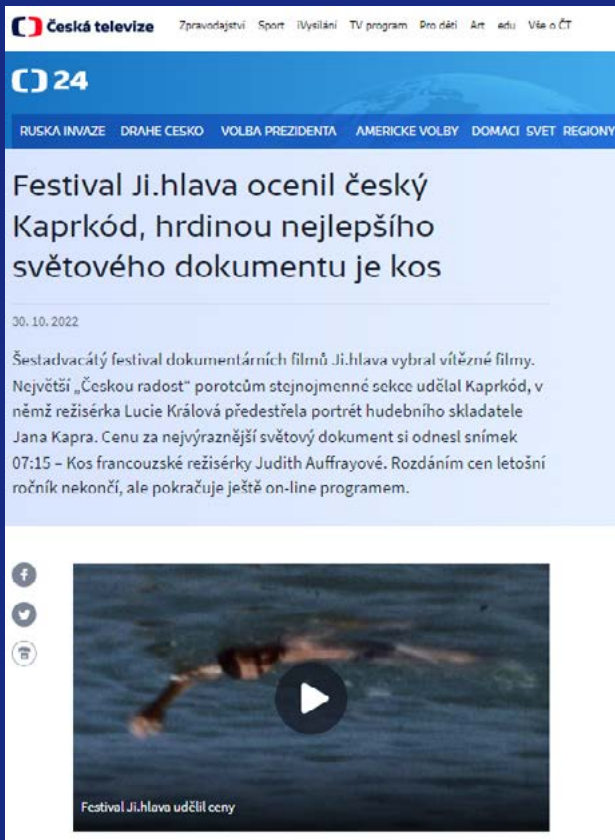 Česká televize Zpravodajství Sport iVysílání TV program Pro děti Art edu Vše o ČT
24
RUSKA INVAZE DRAHE CESKO VOLBA PREZIDENTA AMERICKE VOLBY DOMACI SVET REGIONY
Festival Ji.hlava ocenil český
Kaprkód, hrdinou nejlepšího
světového dokumentu je kos
30. 10. 2022
Šestadvacátý festival dokumentárních filmů Ji.hlava vybral vítězné filmy.
Největší „Českou radost“ porotcům stejnojmenné sekce udělal Kaprkód, v
němž režisérka Lucie Králová předestřela portrét hudebního skladatele
Jana Kapra. Cenu za nejvýraznější světový dokument si odnesl snímek
07:15 – Kos francouzské režisérky Judith Auffrayové. Rozdáním cen letošní
ročník nekončí, ale pokračuje ještě on-line programem.
Festival Ji.hlava udělil ceny